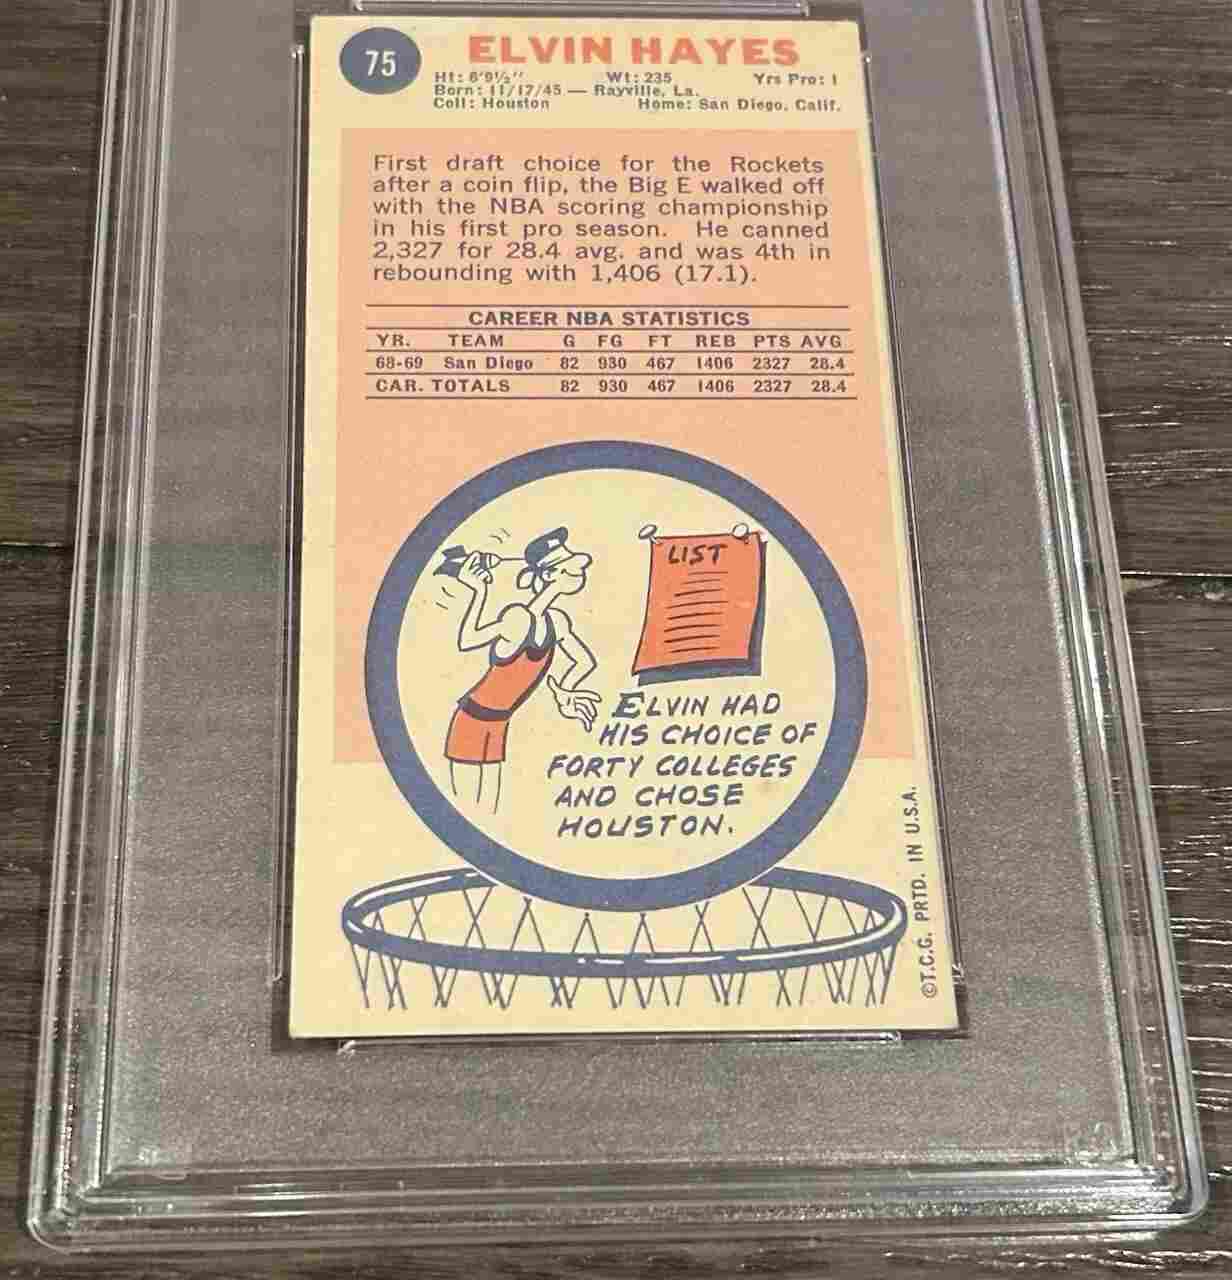 75
ELVIN HAYES
Ht: 6'9½" Wt: 235 Yrs Pro: 1
Born: 11/17/45 — Rayville, La.
Coll: Houston Home: San Diego, Calif.
First draft choice for the Rockets
after a coin flip, the Big E walked off
with the NBA scoring championship
in his first pro season. He canned
2,327 for 28.4 avg. and was 4th in
rebounding with 1,406 (17.1).
CAREER NBA STATISTICS
YR. TEAM G FG FT REB PTS AVG
68-69 San Diego 82 930 467 1406 2327 28.4
CAR. TOTALS 82 930 467 1406 2327 28.4
LIST
ELVIN HAD
HIS CHOICE OF
FORTY COLLEGES
AND CHOSE
HOUSTON.
©T.C.G. PRTD. IN U.S.A.